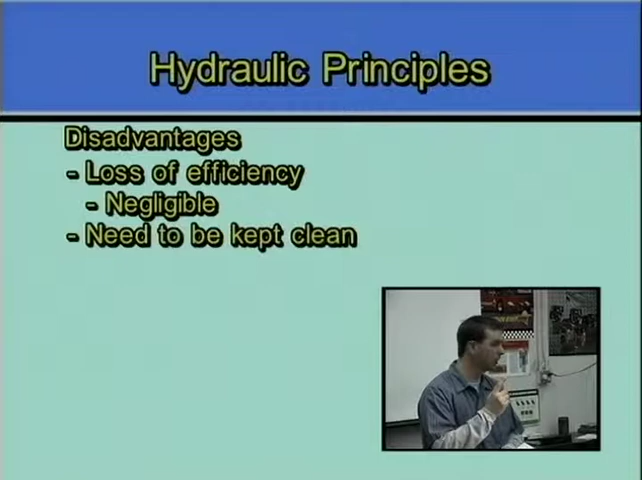 Hydraulic Principles
Disadvantages
- Loss of efficiency
- Negligible
- Need to be kept clean